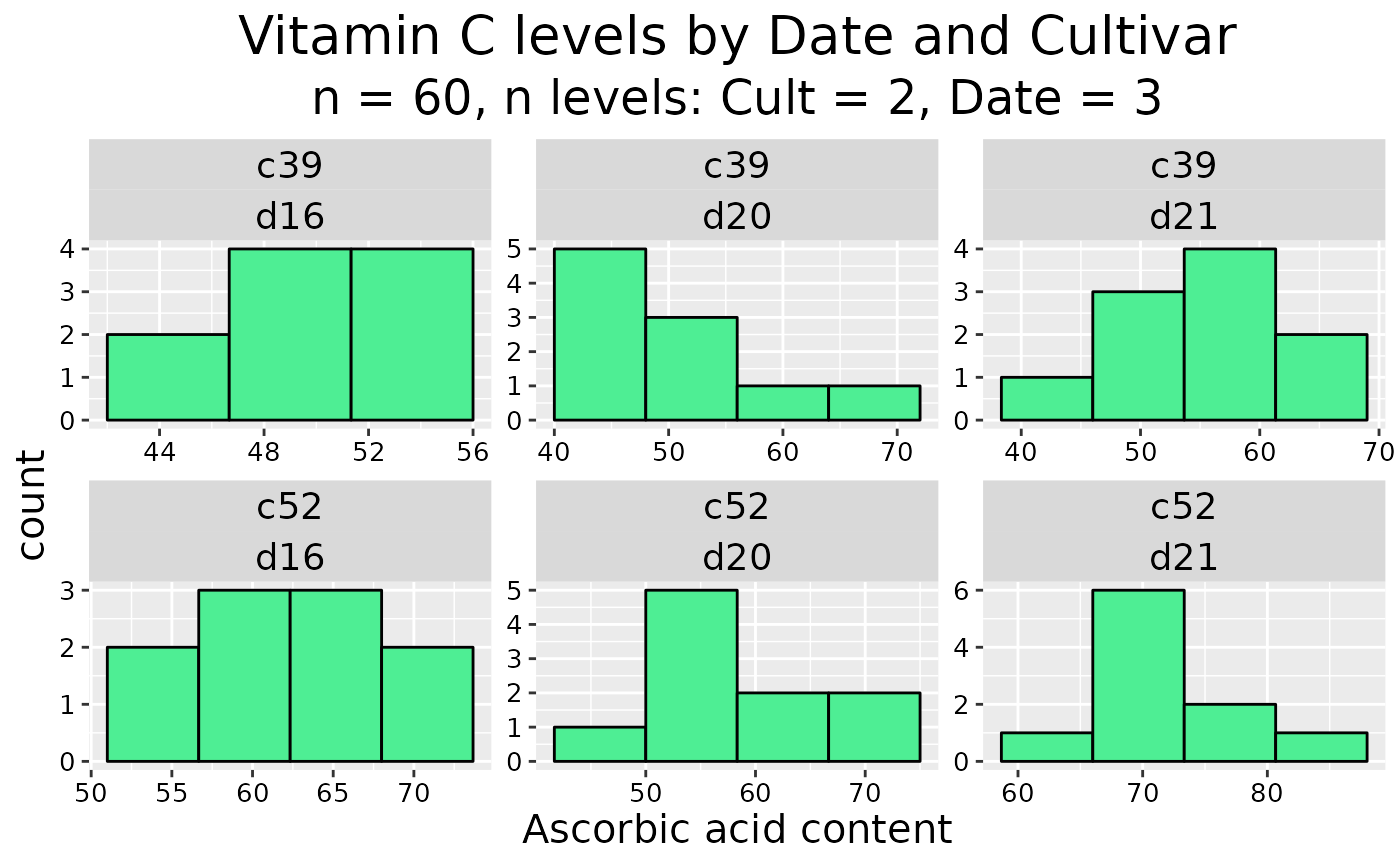 Vitamin C levels by Date and Cultivar
n = 60, n levels: Cult = 2, Date = 3
c39 c39 c39
d16 d20 d21
4 5 4
4
3 3
3
2 2
2
1 1 1
0 0 0
44 48 52 56 40 50 60 70 40 50 60 70
count
c52 c52 c52
d16 d20 d21
3 5 6
4
2 4
3
2
1 2
1
0 0 0
50 55 60 65 70 50 60 70 60 70 80
Ascorbic acid content